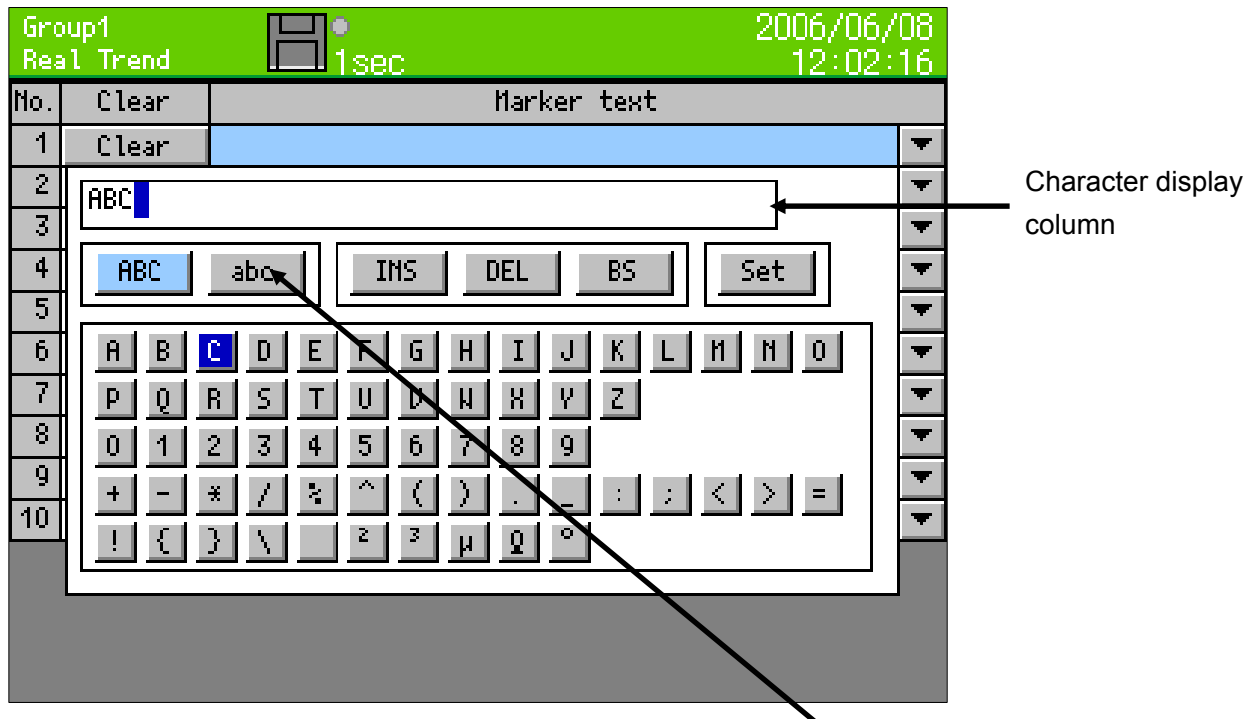 Group1 2006/06/08
Real Trend 1sec 12:02:16
No. Clear Marker text
1 Clear
2
ABC
Character display
column
3
4 ABC abc INS DEL BS Set
5
6 A B C D E F G H I J K L M N O
7 P Q R S T U V W X Y Z
8 0 1 2 3 4 5 6 7 8 9
9 + - * / % ^ ( ) . _ : ; < > =
10 ! { } \ ² ³ µ Ω °